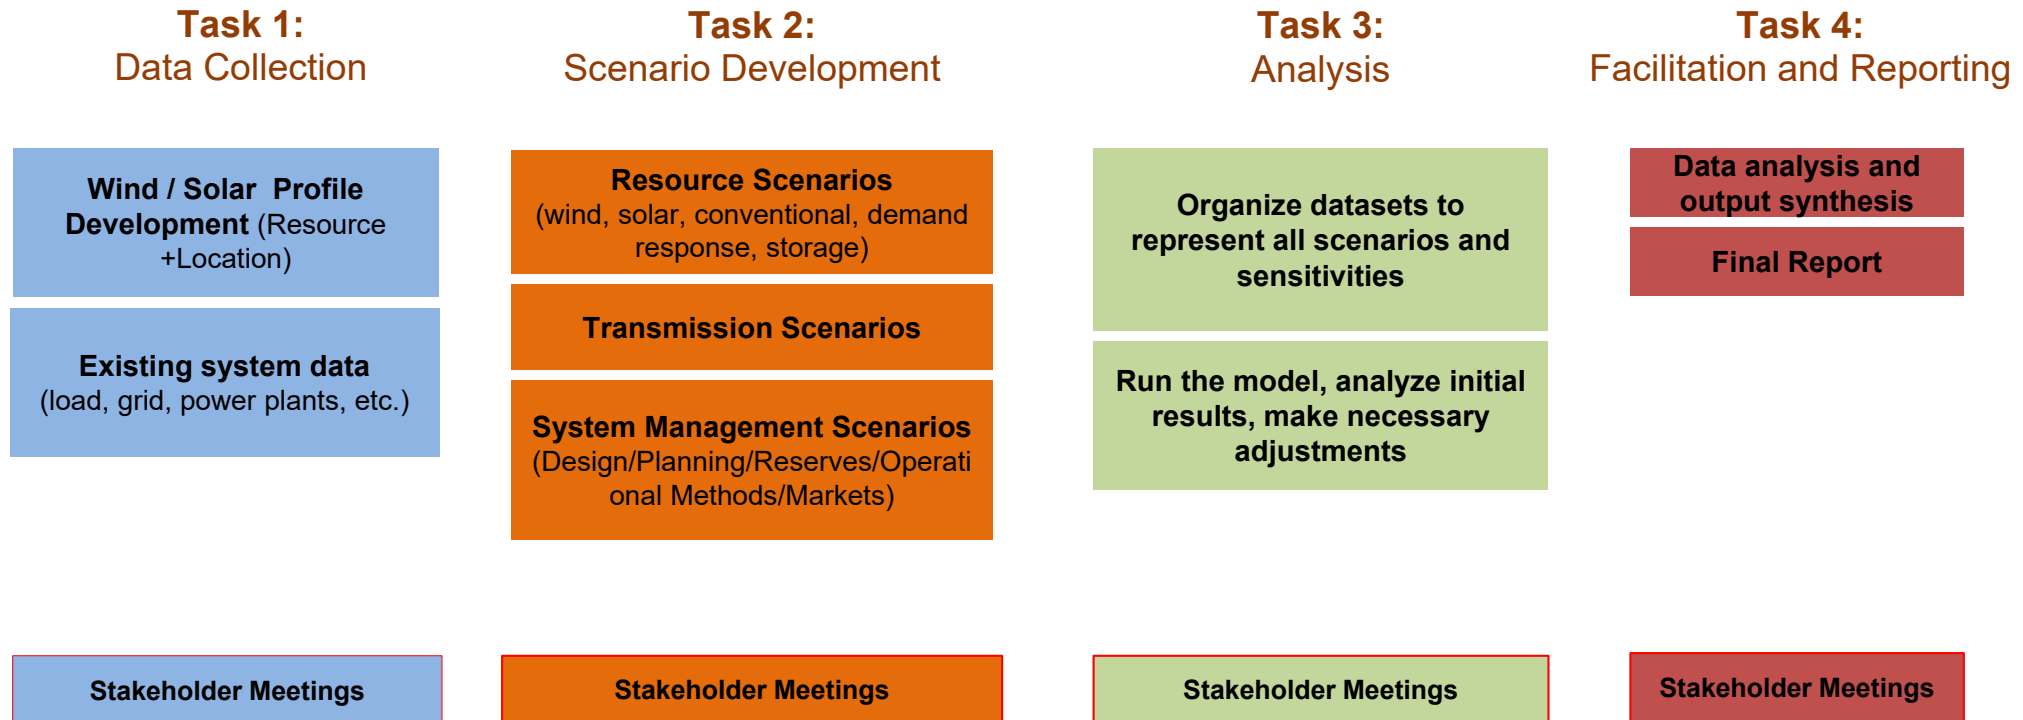 Task 1:
Data Collection
Wind / Solar  Profile
Development (Resource
+Location)
Existing system data
(load, grid, power plants, etc.)
Stakeholder Meetings
Task 2:
Scenario Development
Resource Scenarios
(wind, solar, conventional, demand
response, storage)
Transmission Scenarios
System Management Scenarios
(Design/Planning/Reserves/Operati
onal Methods/Markets)
Stakeholder Meetings
Task 3:
Analysis
Organize datasets to
represent all scenarios and
sensitivities
Run the model, analyze initial
results, make necessary
adjustments
Stakeholder Meetings
Task 4:
Facilitation and Reporting
Data analysis and
output synthesis
Final Report
Stakeholder Meetings